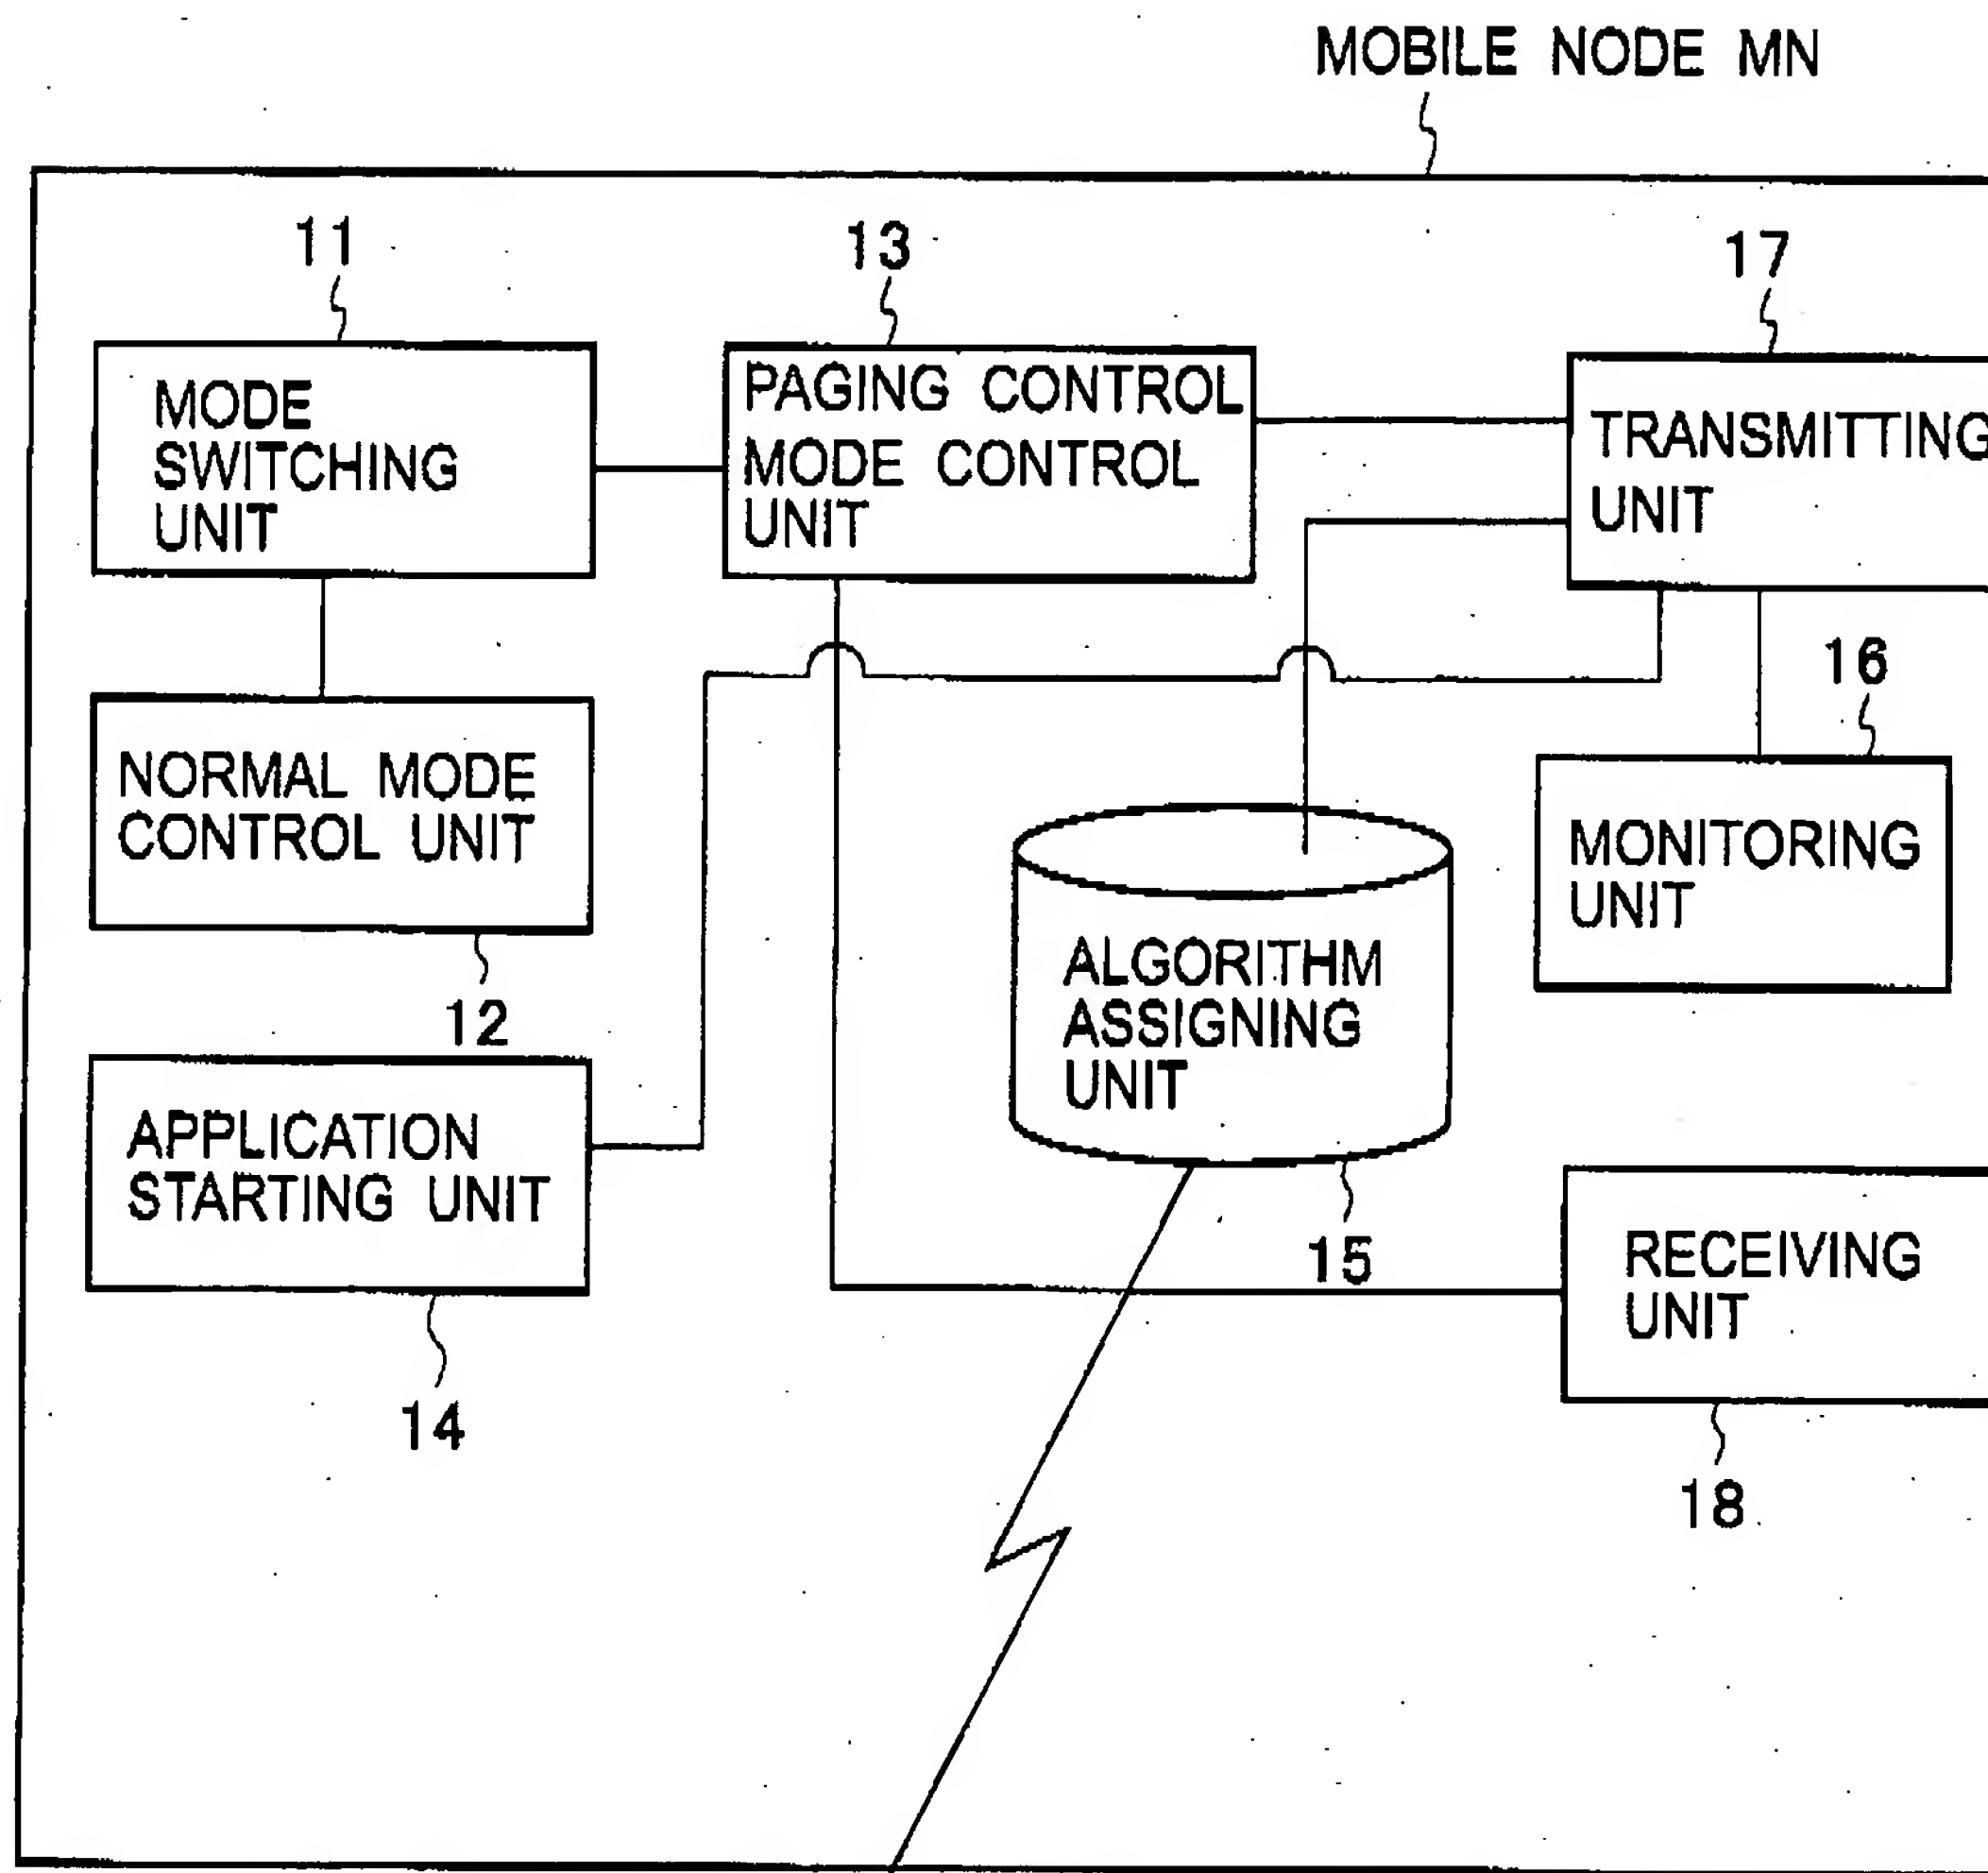 MOBILE NODE MN
11
13
17
MODE
SWITCHING
UNIT
PAGING CONTROL
MODE CONTROL
UNIT
TRANSMITTING
UNIT
16
NORMAL MODE
CONTROL UNIT
12
MONITORING
UNIT
ALGORITHM
ASSIGNING
UNIT
15
APPLICATION
STARTING UNIT
14
RECEIVING
UNIT
18